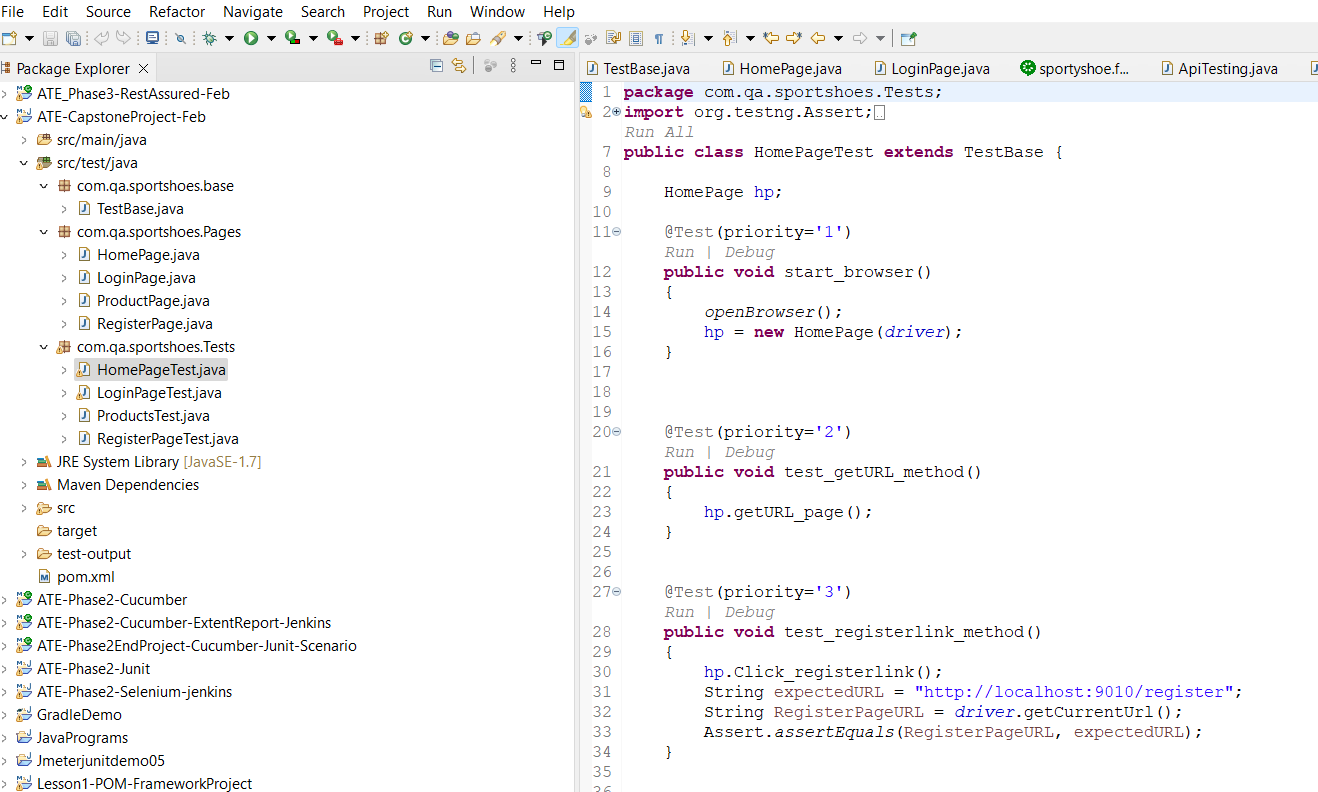 File Edit Source Refactor Navigate Search Project Run Window Help
Package Explorer
ATE_Phase3-RestAssured-Feb
ATE-CapstoneProject-Feb
src/main/java
src/test/java
com.qa.sportshoes.base
TestBase.java
com.qa.sportshoes.Pages
HomePage.java
LoginPage.java
ProductPage.java
RegisterPage.java
com.qa.sportshoes.Tests
HomePageTest.java
LoginPageTest.java
ProductsTest.java
RegisterPageTest.java
JRE System Library [JavaSE-1.7]
Maven Dependencies
src
target
test-output
pom.xml
ATE-Phase2-Cucumber
ATE-Phase2-Cucumber-ExtentReport-Jenkins
ATE-Phase2EndProject-Cucumber-Junit-Scenario
ATE-Phase2-Junit
ATE-Phase2-Selenium-jenkins
GradleDemo
JavaPrograms
Jmeterjunitdemo05
Lesson1-POM-FrameworkProject
TestBase.java HomePage.java LoginPage.java sportyshoe.f... ApiTesting.java
1 package com.qa.sportshoes.Tests;
2 import org.testng.Assert;
Run All
7 public class HomePageTest extends TestBase {
8
9 HomePage hp;
10
11 @Test(priority='1')
Run | Debug
12 public void start_browser()
13 {
14 openBrowser();
15 hp = new HomePage(driver);
16 }
17
18
19
20 @Test(priority='2')
Run | Debug
21 public void test_getURL_method()
22 {
23 hp.getURL_page();
24 }
25
26
27 @Test(priority='3')
Run | Debug
28 public void test_registerlink_method()
29 {
30 hp.Click_registerlink();
31 String expectedURL = "http://localhost:9010/register";
32 String RegisterPageURL = driver.getCurrentUrl();
33 Assert.assertEquals(RegisterPageURL, expectedURL);
34 }
35
36